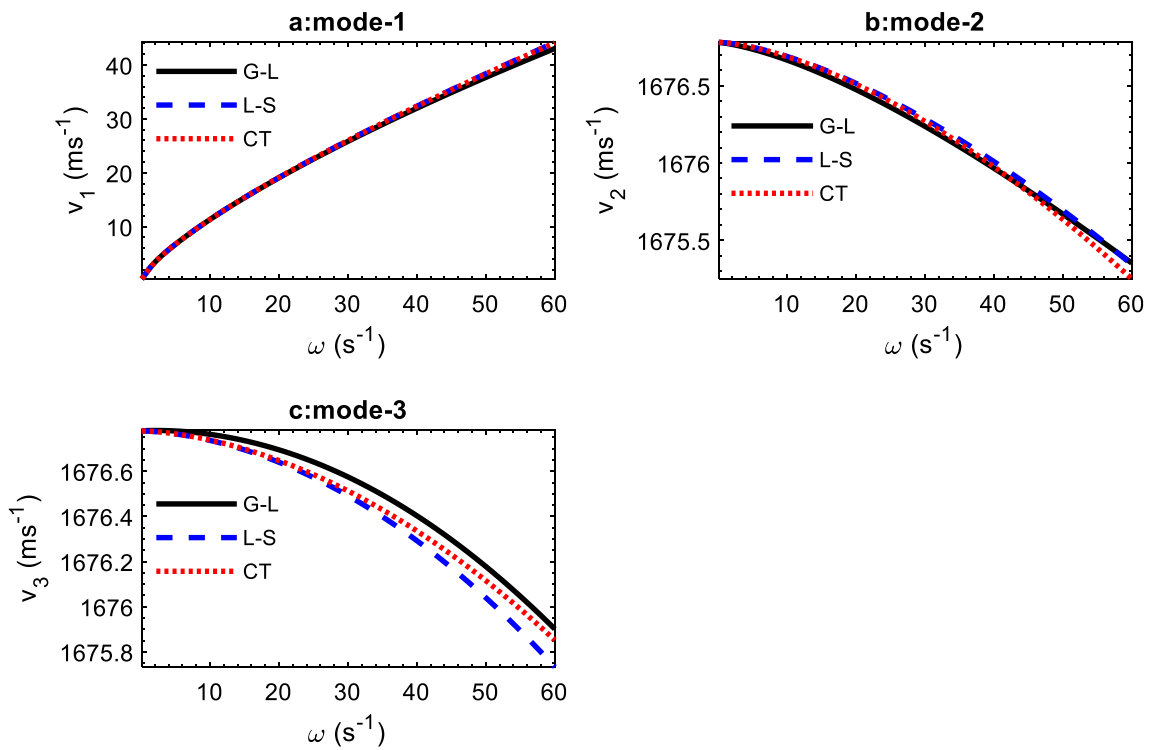 a:mode-1
40
30
20
10
v1 (ms-1)
G-L
L-S
CT
10 20 30 40 50 60
ω (s-1)
b:mode-2
1676.5
1676
1675.5
v2 (ms-1)
G-L
L-S
CT
10 20 30 40 50 60
ω (s-1)
c:mode-3
1676.6
1676.4
1676.2
1676
1675.8
v3 (ms-1)
G-L
L-S
CT
10 20 30 40 50 60
ω (s-1)